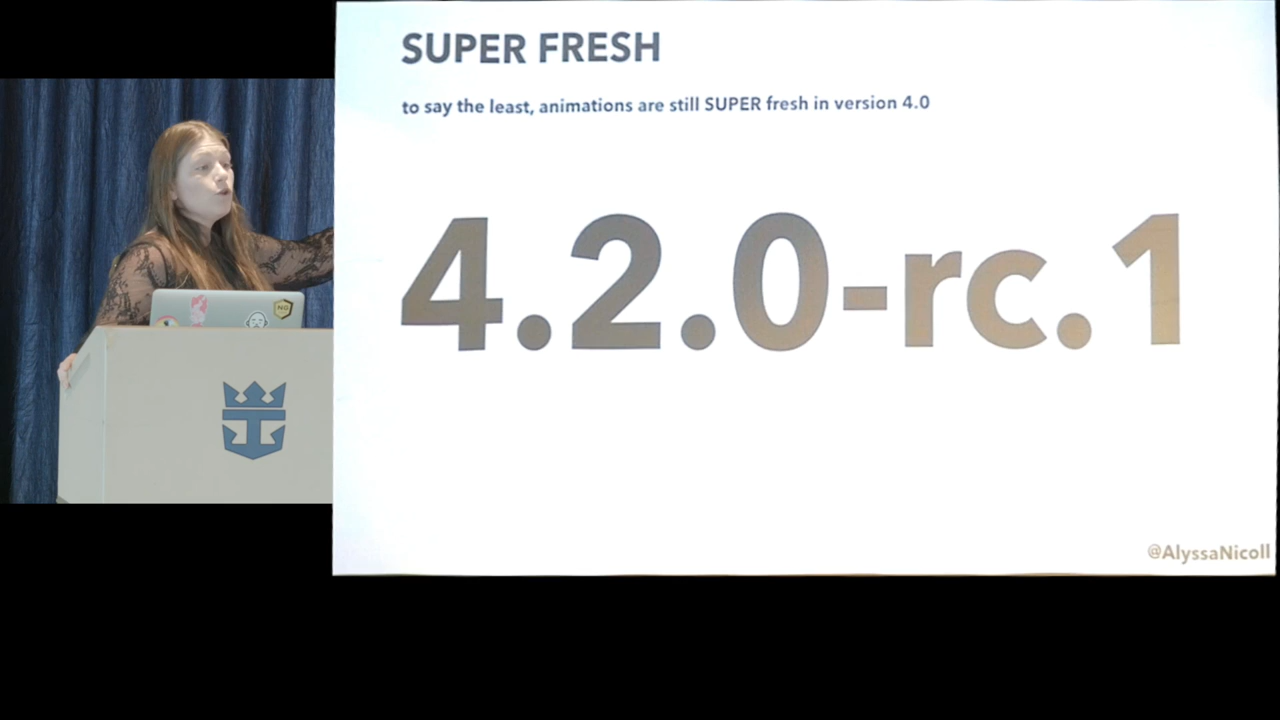 SUPER FRESH
to say the least, animations are still SUPER fresh in version 4.0
4.2.0-rc.1
@AlyssaNicoll
NG